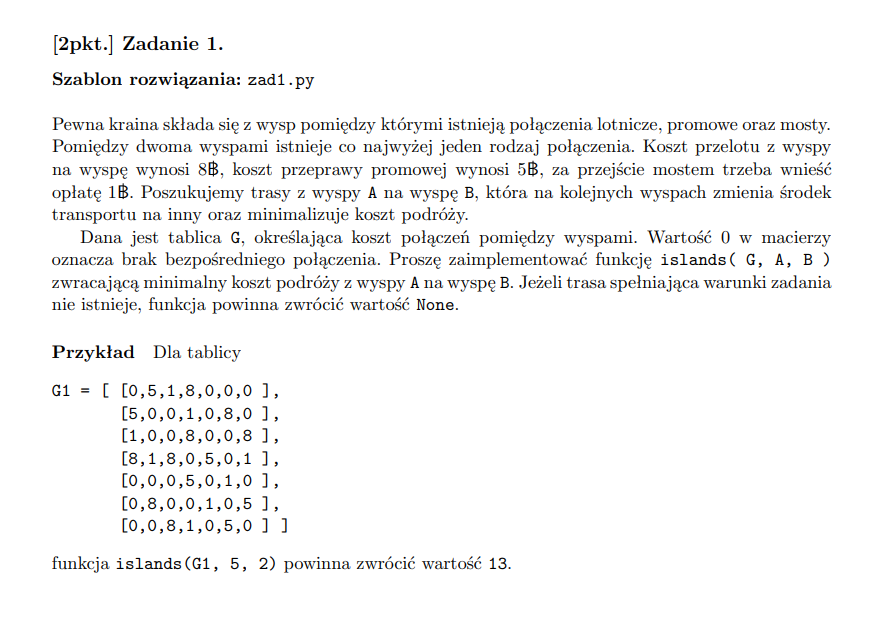 [2pkt.] Zadanie 1.
Szablon rozwiązania: zad1.py
Pewna kraina składa się z wysp pomiędzy którymi istnieją połączenia lotnicze, promowe oraz mosty.
Pomiędzy dwoma wyspami istnieje co najwyżej jeden rodzaj połączenia. Koszt przelotu z wyspy
na wyspę wynosi 8฿, koszt przeprawy promowej wynosi 5฿, za przejście mostem trzeba wnieść
opłatę 1฿. Poszukujemy trasy z wyspy A na wyspę B, która na kolejnych wyspach zmienia środek
transportu na inny oraz minimalizuje koszt podróży.
Dana jest tablica G, określająca koszt połączeń pomiędzy wyspami. Wartość 0 w macierzy
oznacza brak bezpośredniego połączenia. Proszę zaimplementować funkcję islands( G, A, B )
zwracającą minimalny koszt podróży z wyspy A na wyspę B. Jeżeli trasa spełniająca warunki zadania
nie istnieje, funkcja powinna zwrócić wartość None.
Przykład Dla tablicy
G1 = [ [0,5,1,8,0,0,0 ],
[5,0,0,1,0,8,0 ],
[1,0,0,8,0,0,8 ],
[8,1,8,0,5,0,1 ],
[0,0,0,5,0,1,0 ],
[0,8,0,0,1,0,5 ],
[0,0,8,1,0,5,0 ] ]
funkcja islands(G1, 5, 2) powinna zwrócić wartość 13.